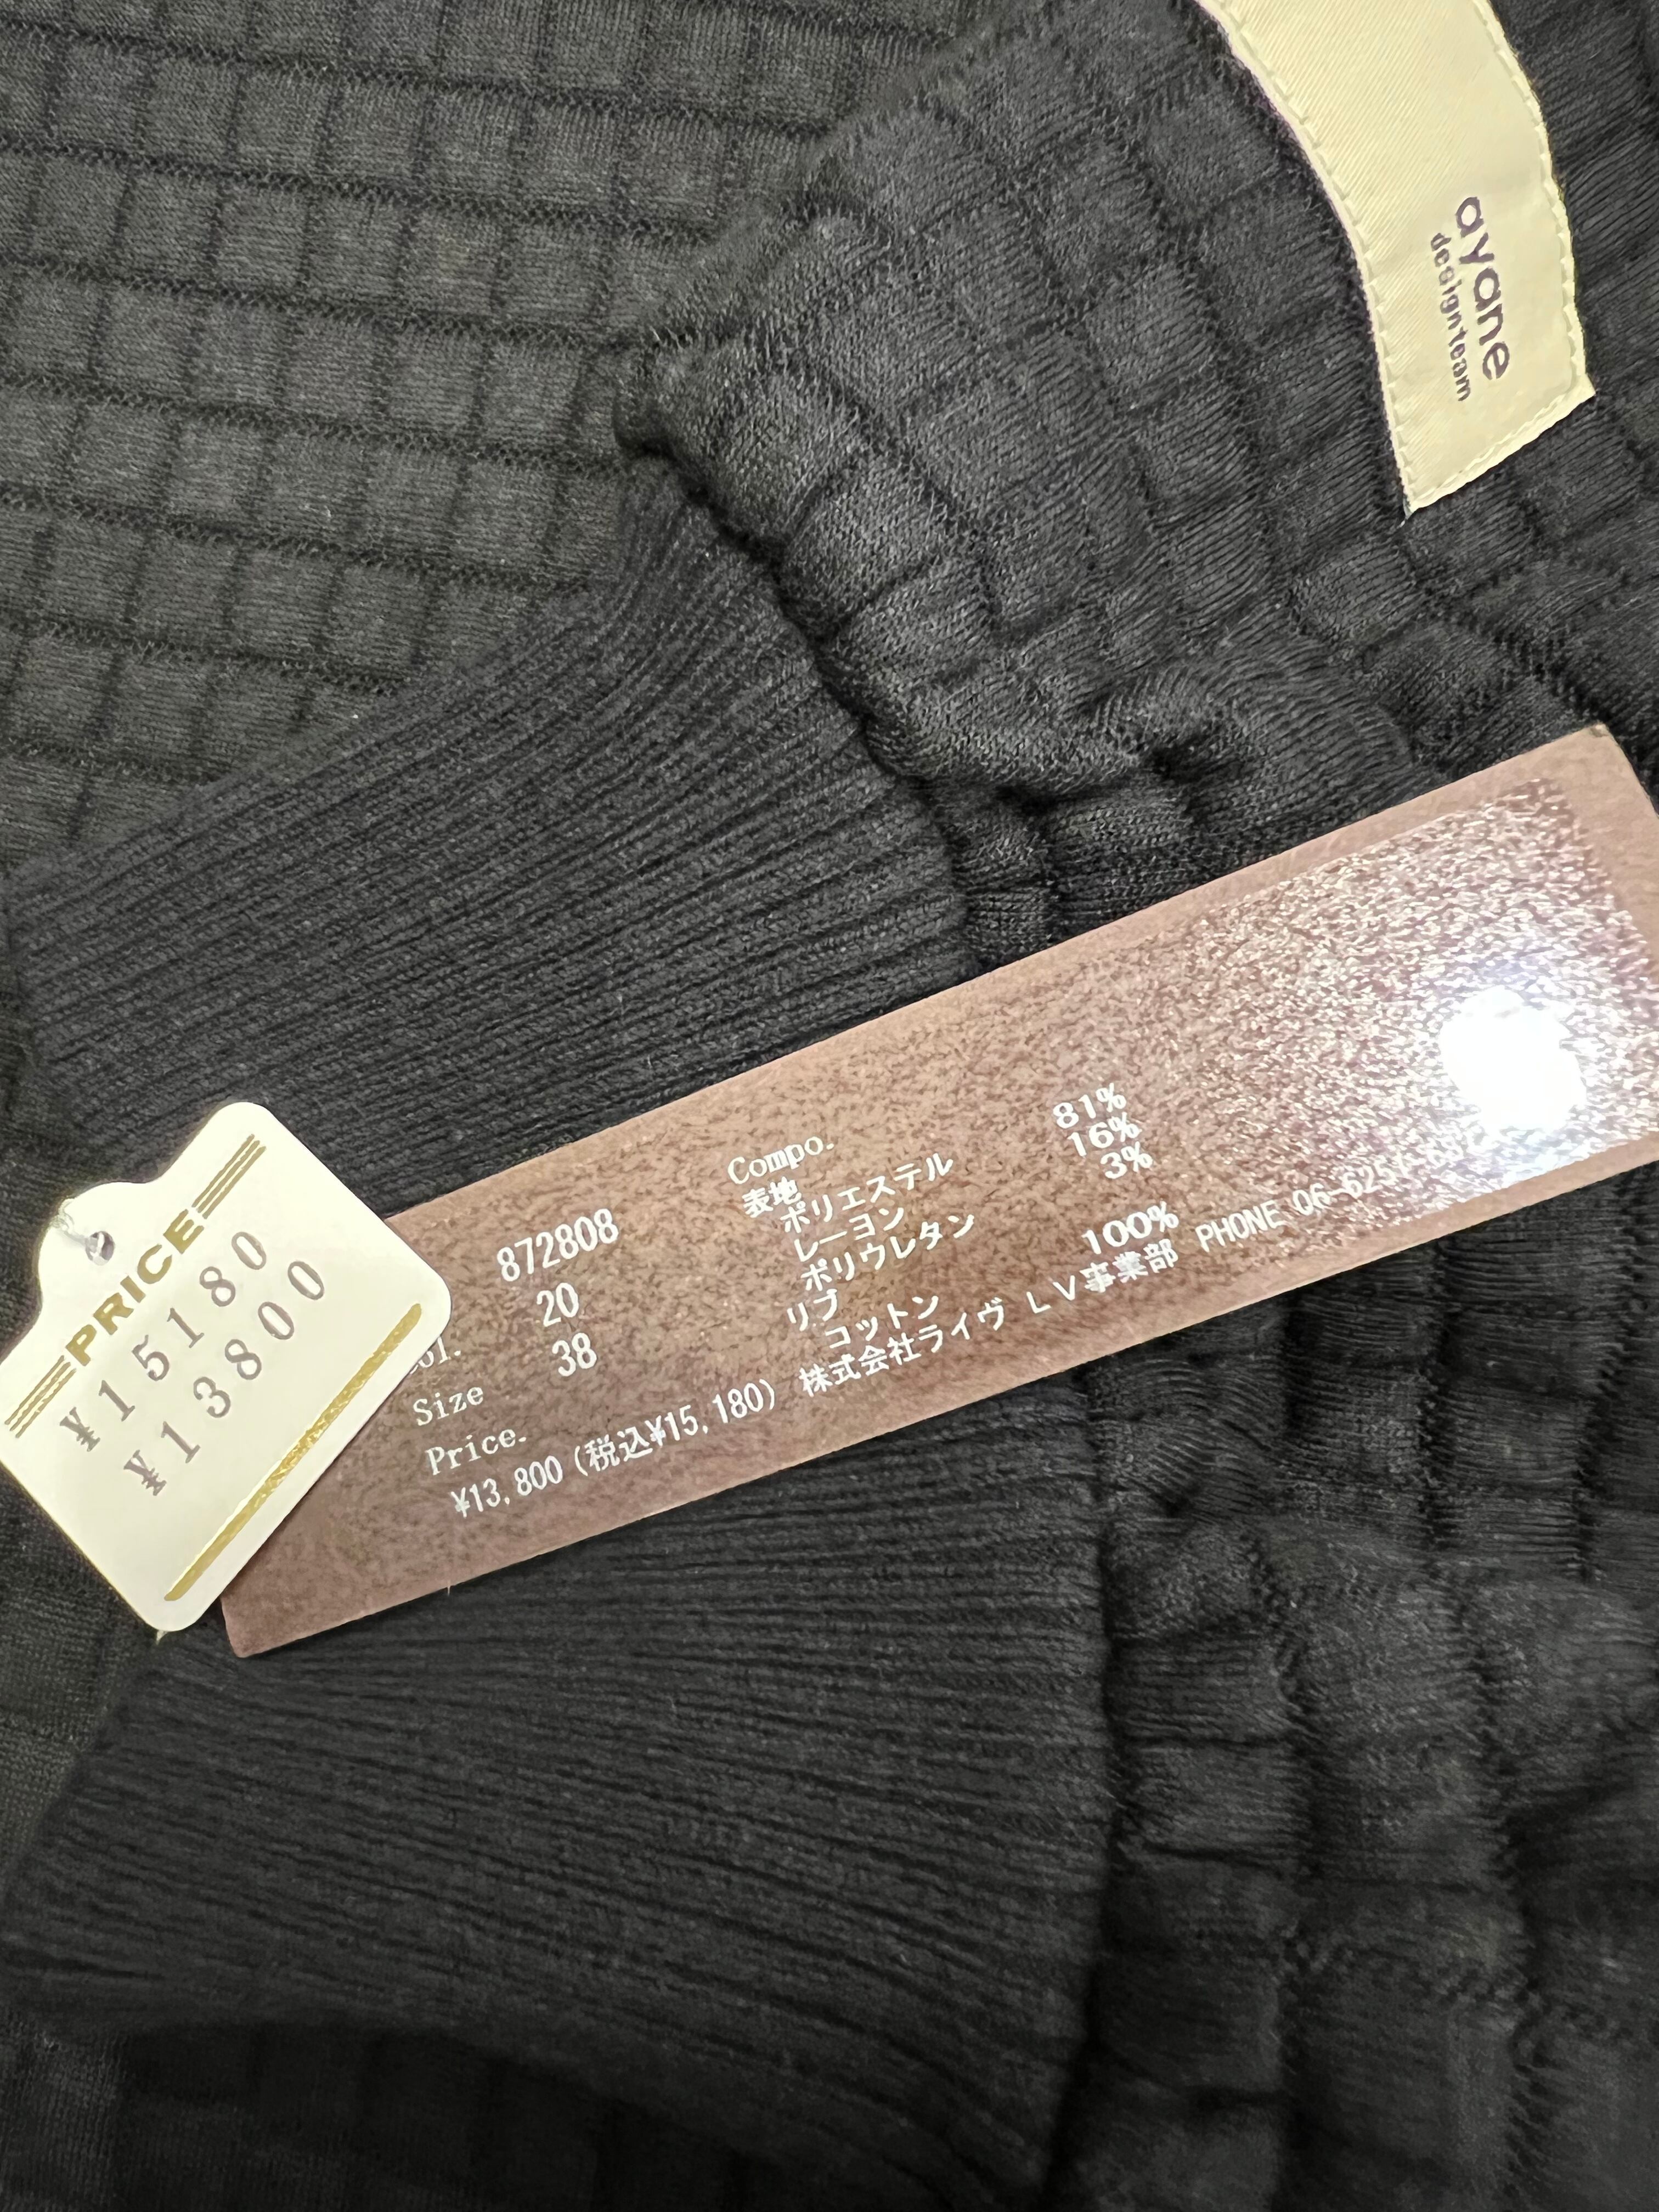 ayane
designteam
PRICE
¥15180
¥13800
872808
20
Size 38
Price.
¥13,800(税込¥15,180)
Compo.
表地
ポリエステル 81%
レーヨン 16%
ポリウレタン 3%
リブ
コットン 100%
株式会社ライヴ LV事業部 PHONE